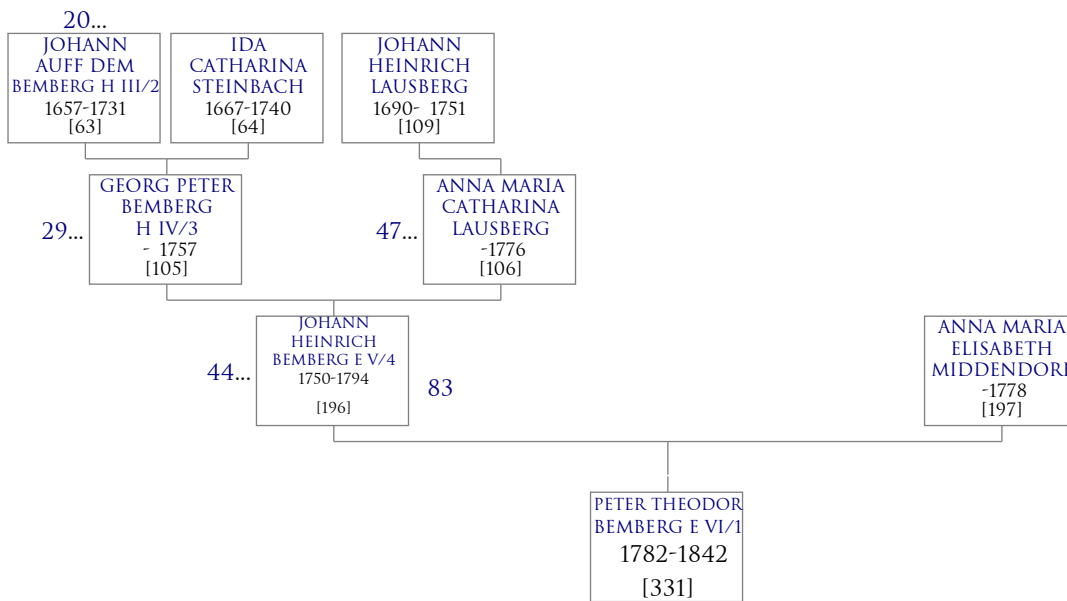 20...
JOHANN
AUFF DEM
BEMBERG H III/2
1657-1731
[63]
IDA
CATHARINA
STEINBACH
1667-1740
[64]
JOHANN
HEINRICH
LAUSBERG
1690- 1751
[109]
29...
GEORG PETER
BEMBERG
H IV/3
- 1757
[105]
47...
ANNA MARIA
CATHARINA
LAUSBERG
-1776
[106]
44...
JOHANN
HEINRICH
BEMBERG E V/4
1750-1794
[196]
83
ANNA MARIA
ELISABETH
MIDDENDORF
-1778
[197]
PETER THEODOR
BEMBERG E VI/1
1782-1842
[331]